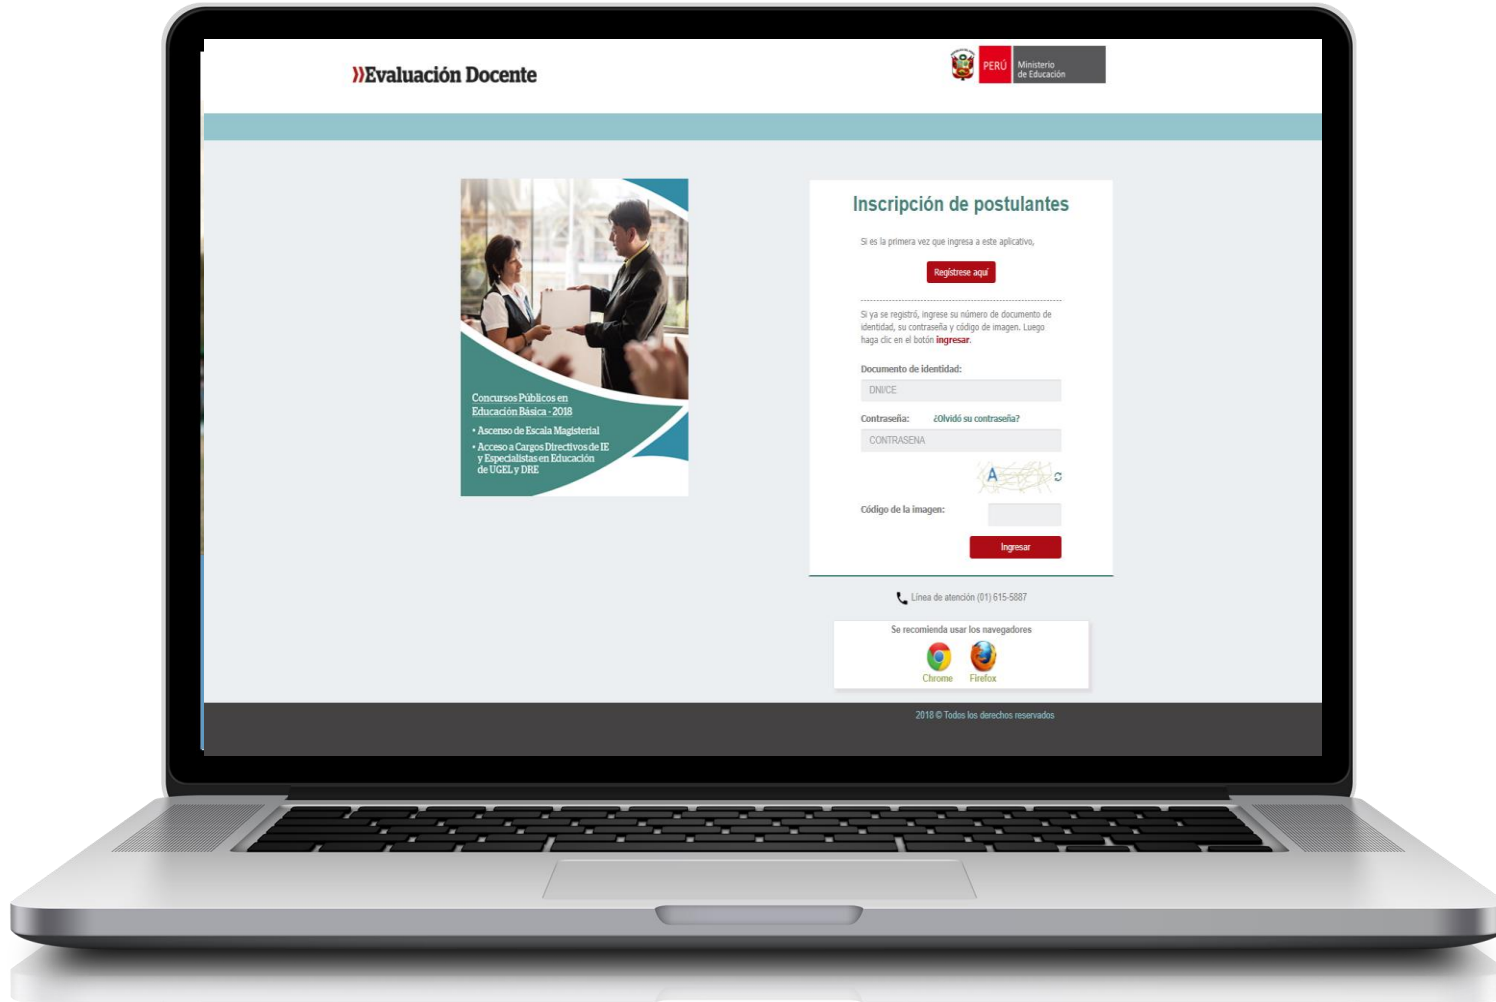 »Evaluación Docente
PERÚ
Ministerio
de Educación
Concursos Públicos en
Educación Básica - 2018
• Ascenso de Escala Magisterial
• Acceso a Cargos Directivos de IE
y Especialistas en Educación
de UGEL y DRE
Inscripción de postulantes
Si es la primera vez que ingresa a este aplicativo,
Regístrese aquí
Si ya se registró, ingrese su número de documento de
identidad, su contraseña y código de imagen. Luego
haga clic en el botón ingresar.
Documento de identidad:
DNI/CE
Contraseña: ¿Olvidó su contraseña?
CONTRASENA
A
Código de la imagen:
Ingresar
Línea de atención (01) 615-5887
Se recomienda usar los navegadores
Chrome Firefox
2018 © Todos los derechos reservados